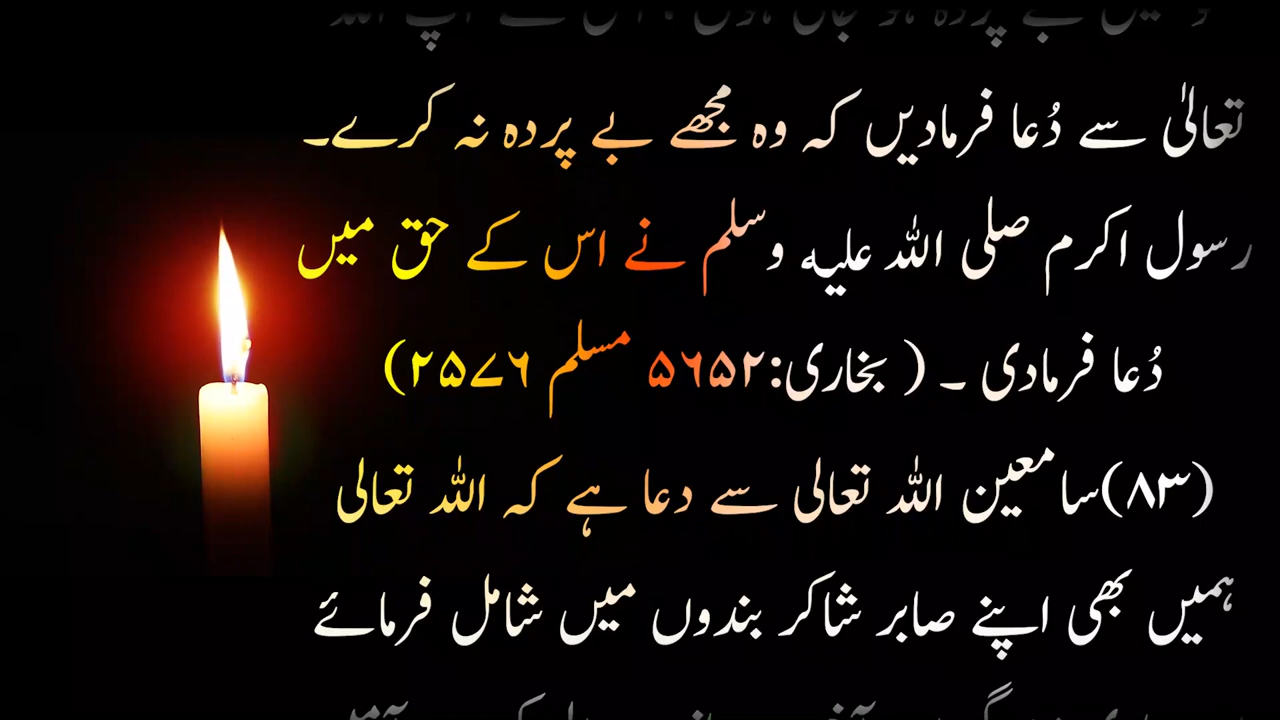 تعالیٰ سے دُعا فرمادیں کہ وہ مجھے بے پردہ نہ کرے۔
رسول اکرم صلی اللہ علیہ وسلم نے اس کے حق میں
دُعا فرمادی ۔ ( بخاری:۵۶۵۲ مسلم ۲۵۷۶)
(۸۳)سامعین اللہ تعالی سے دعا ہے کہ اللہ تعالی
ہمیں بھی اپنے صابر شاکر بندوں میں شامل فرمائے